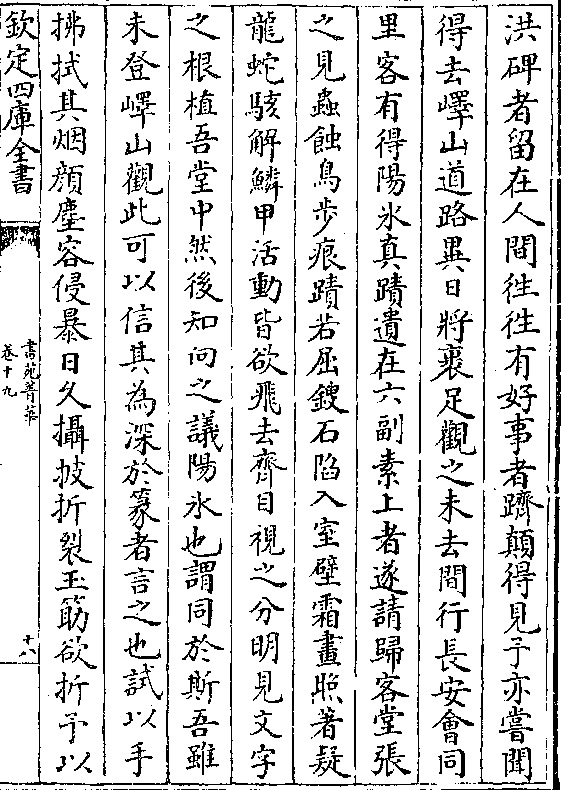 洪碑者留在人間徃徃有好事者躋顛得見予亦嘗聞
得去嶧山道路異日將裹足觀之未去間行長安會同
里客有得陽氷真蹟遺在六副素上者遂請歸客堂張
之見蟲蝕鳥步痕蹟若屈鎪石陷入室壁霜晝照著疑
龍蛇駭解鱗甲活動皆欲飛去齊目視之分明見文字
之根植吾堂中然後知向之議陽氷也謂同於斯吾雖
未登嶧山觀此可以信其為深於篆者言之也試以手
拂拭其烟顔塵容侵暴日久攝披折裂玉筯欲折予以
欽定四庫全書
書苑菁華
卷十九
十八